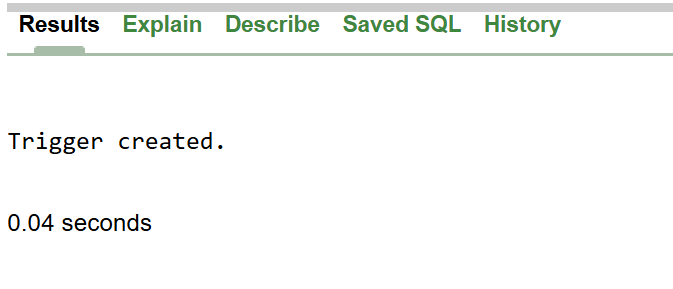 Results Explain Describe Saved SQL History
Trigger created.
0.04 seconds